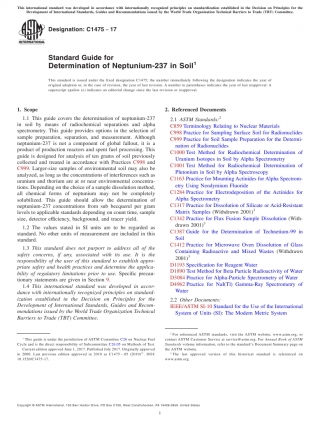 This international standard was developed in accordance with internationally recognized principles on standardization established in the Decision on Principles for the
Development of International Standards, Guides and Recommendations issued by the World Trade Organization Technical Barriers to Trade (TBT) Committee.
Designation: C1475 − 17
INTERNATIONAL
Standard Guide for
Determination of Neptunium-237 in Soil1
This standard is issued under the fixed designation C1475; the number immediately following the designation indicates the year of
original adoption or, in the case of revision, the year of last revision. A number in parentheses indicates the year of last reapproval. A
superscript epsilon (ε) indicates an editorial change since the last revision or reapproval.
1. Scope
1.1 This guide covers the determination of neptunium-237
in soil by means of radiochemical separations and alpha
spectrometry. This guide provides options in the selection of
sample preparation, separation, and measurement. Although
neptunium-237 is not a component of global fallout, it is a
product of production reactors and spent fuel processing. This
guide is designed for analysis of ten grams of soil previously
collected and treated in accordance with Practices C998 and
C999. Larger-size samples of environmental soil may also be
analyzed, as long as the concentrations of interferences such as
uranium and thorium are at or near environmental concentra-
tions. Depending on the choice of a sample dissolution method,
all chemical forms of neptunium may not be completely
solubilized. This guide should allow the determination of
neptunium-237 concentrations from sub becquerel per gram
levels to applicable standards depending on count time, sample
size, detector efficiency, background, and tracer yield.
1.2 The values stated in SI units are to be regarded as
standard. No other units of measurement are included in this
standard.
1.3 This standard does not purport to address all of the
safety concerns, if any, associated with its use. It is the
responsibility of the user of this standard to establish appro-
priate safety and health practices and determine the applica-
bility of regulatory limitations prior to use. Specific precau-
tionary statements are given in Section 9.
1.4 This international standard was developed in accor-
dance with internationally recognized principles on standard-
ization established in the Decision on Principles for the
Development of International Standards, Guides and Recom-
mendations issued by the World Trade Organization Technical
Barriers to Trade (TBT) Committee.
2. Referenced Documents
2.1 ASTM Standards:2
C859 Terminology Relating to Nuclear Materials
C998 Practice for Sampling Surface Soil for Radionuclides
C999 Practice for Soil Sample Preparation for the Determi-
nation of Radionuclides
C1000 Test Method for Radiochemical Determination of
Uranium Isotopes in Soil by Alpha Spectrometry
C1001 Test Method for Radiochemical Determination of
Plutonium in Soil by Alpha Spectroscopy
C1163 Practice for Mounting Actinides for Alpha Spectrom-
etry Using Neodymium Fluoride
C1284 Practice for Electrodeposition of the Actinides for
Alpha Spectrometry
C1317 Practice for Dissolution of Silicate or Acid-Resistant
Matrix Samples (Withdrawn 2001)3
C1342 Practice for Flux Fusion Sample Dissolution (With-
drawn 2001)3
C1387 Guide for the Determination of Technetium-99 in
Soil
C1412 Practice for Microwave Oven Dissolution of Glass
Containing Radioactive and Mixed Wastes (Withdrawn
2001)3
D1193 Specification for Reagent Water
D1890 Test Method for Beta Particle Radioactivity of Water
D3084 Practice for Alpha-Particle Spectrometry of Water
D4962 Practice for NaI(Tl) Gamma-Ray Spectrometry of
Water
2.2 Other Documents:
IEEE/ASTM SI-10 Standard for the Use of the International
System of Units (SI): The Modern Metric System
1 This guide is under the jurisdiction of ASTM Committee C26 on Nuclear Fuel
Cycle and is the direct responsibility of Subcommittee C26.05 on Methods of Test.
Current edition approved June 1, 2017. Published July 2017. Originally approved
in 2000. Last previous edition approved in 2010 as C1475 – 05 (2010)ε1. DOI:
10.1520/C1475-17.
2 For referenced ASTM standards, visit the ASTM website, www.astm.org, or
contact ASTM Customer Service at service@astm.org. For Annual Book of ASTM
Standards volume information, refer to the standard's Document Summary page on
the ASTM website.
3 The last approved version of this historical standard is referenced on
www.astm.org.
Copyright © ASTM International, 100 Barr Harbor Drive, PO Box C700, West Conshohocken, PA 19428-2959. United States
1